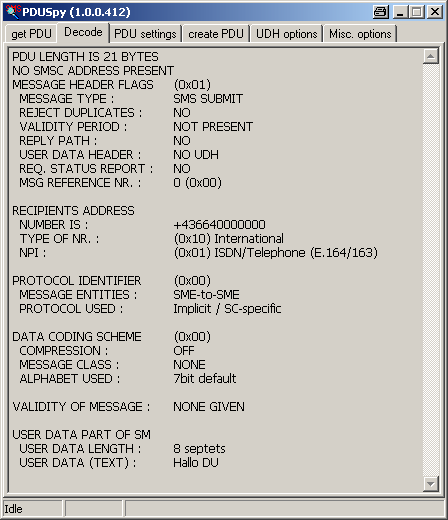 PDUSpy (1.0.0.412)
get PDU Decode PDU settings create PDU UDH options Misc. options
PDU LENGTH IS 21 BYTES
NO SMSC ADDRESS PRESENT
MESSAGE HEADER FLAGS (0x01)
MESSAGE TYPE : SMS SUBMIT
REJECT DUPLICATES : NO
VALIDITY PERIOD : NOT PRESENT
REPLY PATH : NO
USER DATA HEADER : NO UDH
REQ. STATUS REPORT : NO
MSG REFERENCE NR. : 0 (0x00)
RECIPIENTS ADDRESS
NUMBER IS : +436640000000
TYPE OF NR. : (0x10) International
NPI : (0x01) ISDN/Telephone (E.164/163)
PROTOCOL IDENTIFIER (0x00)
MESSAGE ENTITIES : SME-to-SME
PROTOCOL USED : Implicit / SC-specific
DATA CODING SCHEME (0x00)
COMPRESSION : OFF
MESSAGE CLASS : NONE
ALPHABET USED : 7bit default
VALIDITY OF MESSAGE : NONE GIVEN
USER DATA PART OF SM
USER DATA LENGTH : 8 septets
USER DATA (TEXT) : Hallo DU
Idle